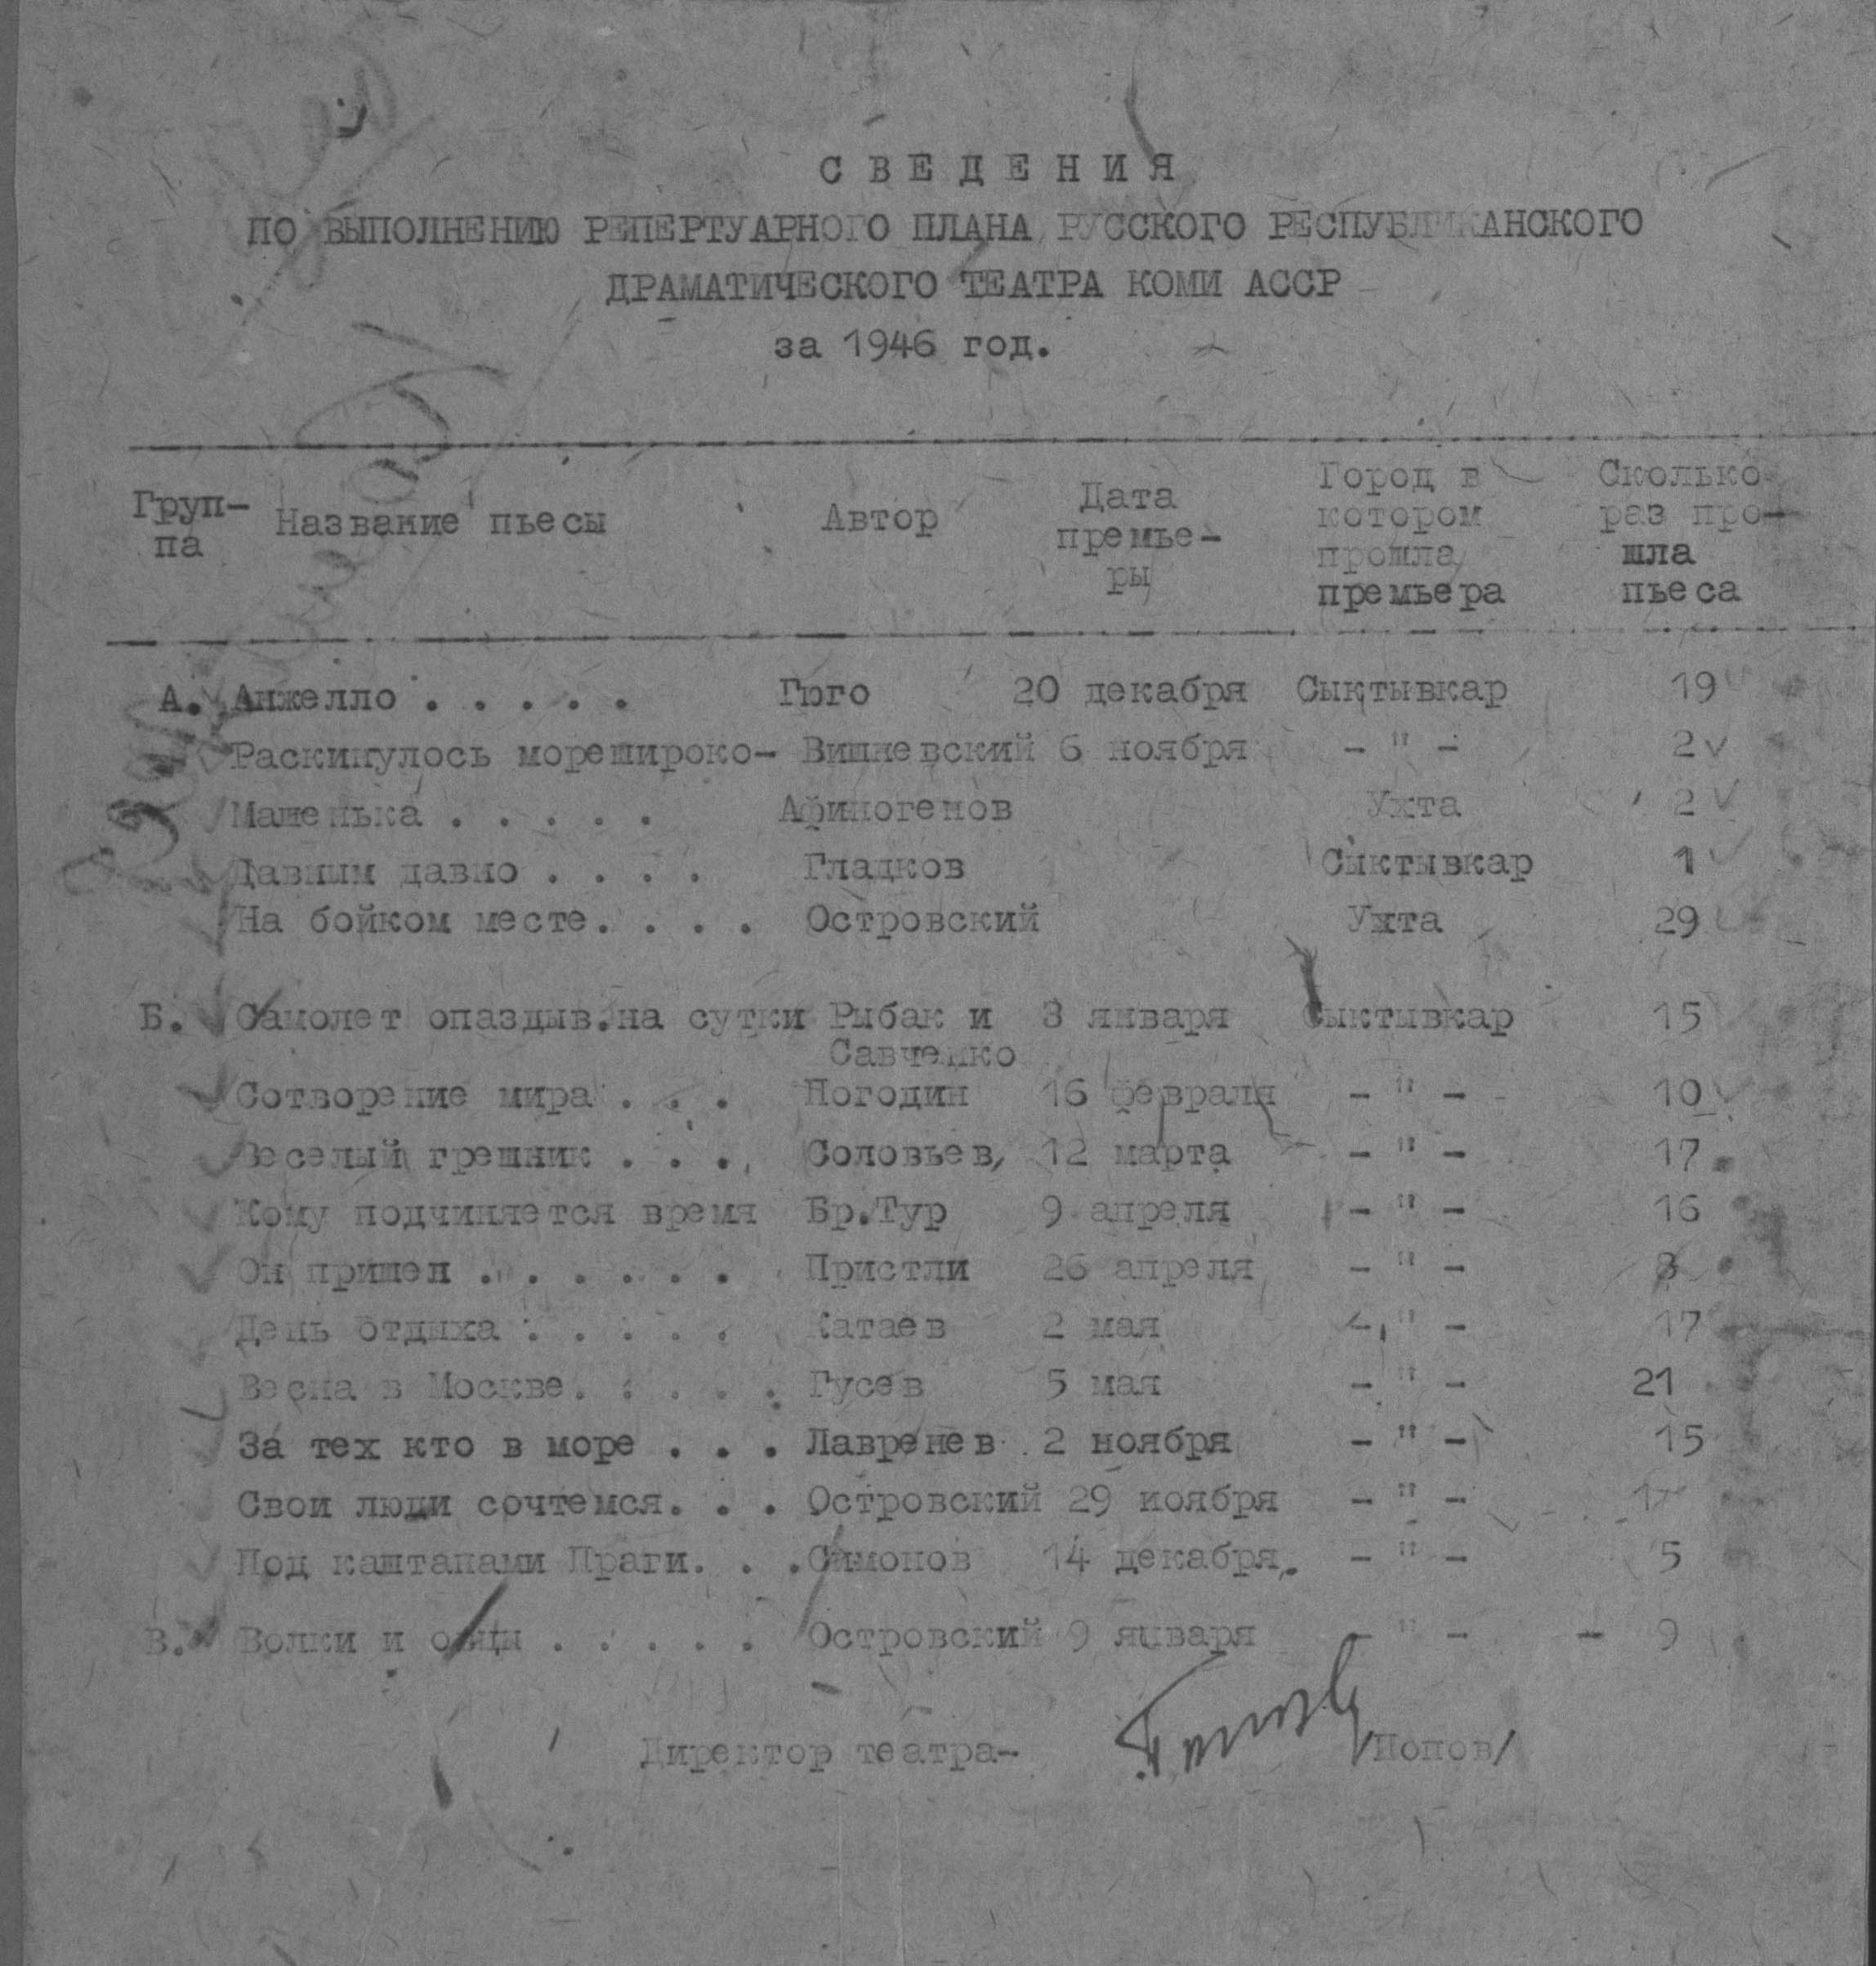 СВЕДЕНИЯ
ПО ВЫПОЛНЕНИЮ РЕПЕРТУАРНОГО ПЛАНА РУССКОГО РЕСПУБЛИКАНСКОГО
ДРАМАТИЧЕСКОГО ТЕАТРА КОМИ АССР
за 1946 год.
Груп-
па
Название пьесы
Автор
Дата
премье-
ры
Город в
котором
прошла
премьера
Сколько
раз про-
шла
пьеса
А. Анжелло . . . . . Гюго 20 декабря Сыктывкар 19
Раскинулось морешироко- Вишневский 6 ноября - " - 2
Машенька . . . . . Афиногенов Ухта 2
Давным давно . . . . Гладков Сыктывкар 1
На бойком месте. . . . Островский Ухта 29
Б. Самолет опаздыв.на сутки Рыбак и 3 января Сыктывкар 15
Савченко
Сотворение мира . . . Погодин 16 февраля - " - 10
Веселый грешник . . . Соловьев, 12 марта - " - 17
Кому подчиняется время Бр.Тур 9 апреля - " - 16
Он пришел . . . . . . Пристли 26 апреля - " - 8
День отдыха . . . . . Катаев 2 мая - " - 17
Весна в Москве. . . . . Гусев 5 мая - " - 21
За тех кто в море . . . Лавренев 2 ноября - " - 15
Свои люди сочтемся. . . Островский 29 ноября - " -
Под каштанами Праги. . . Симонов 14 декабря. - " - 5
В. Волки и овцы . . . . . Островский 9 января - " - - 9
Директор театра- /Попов/